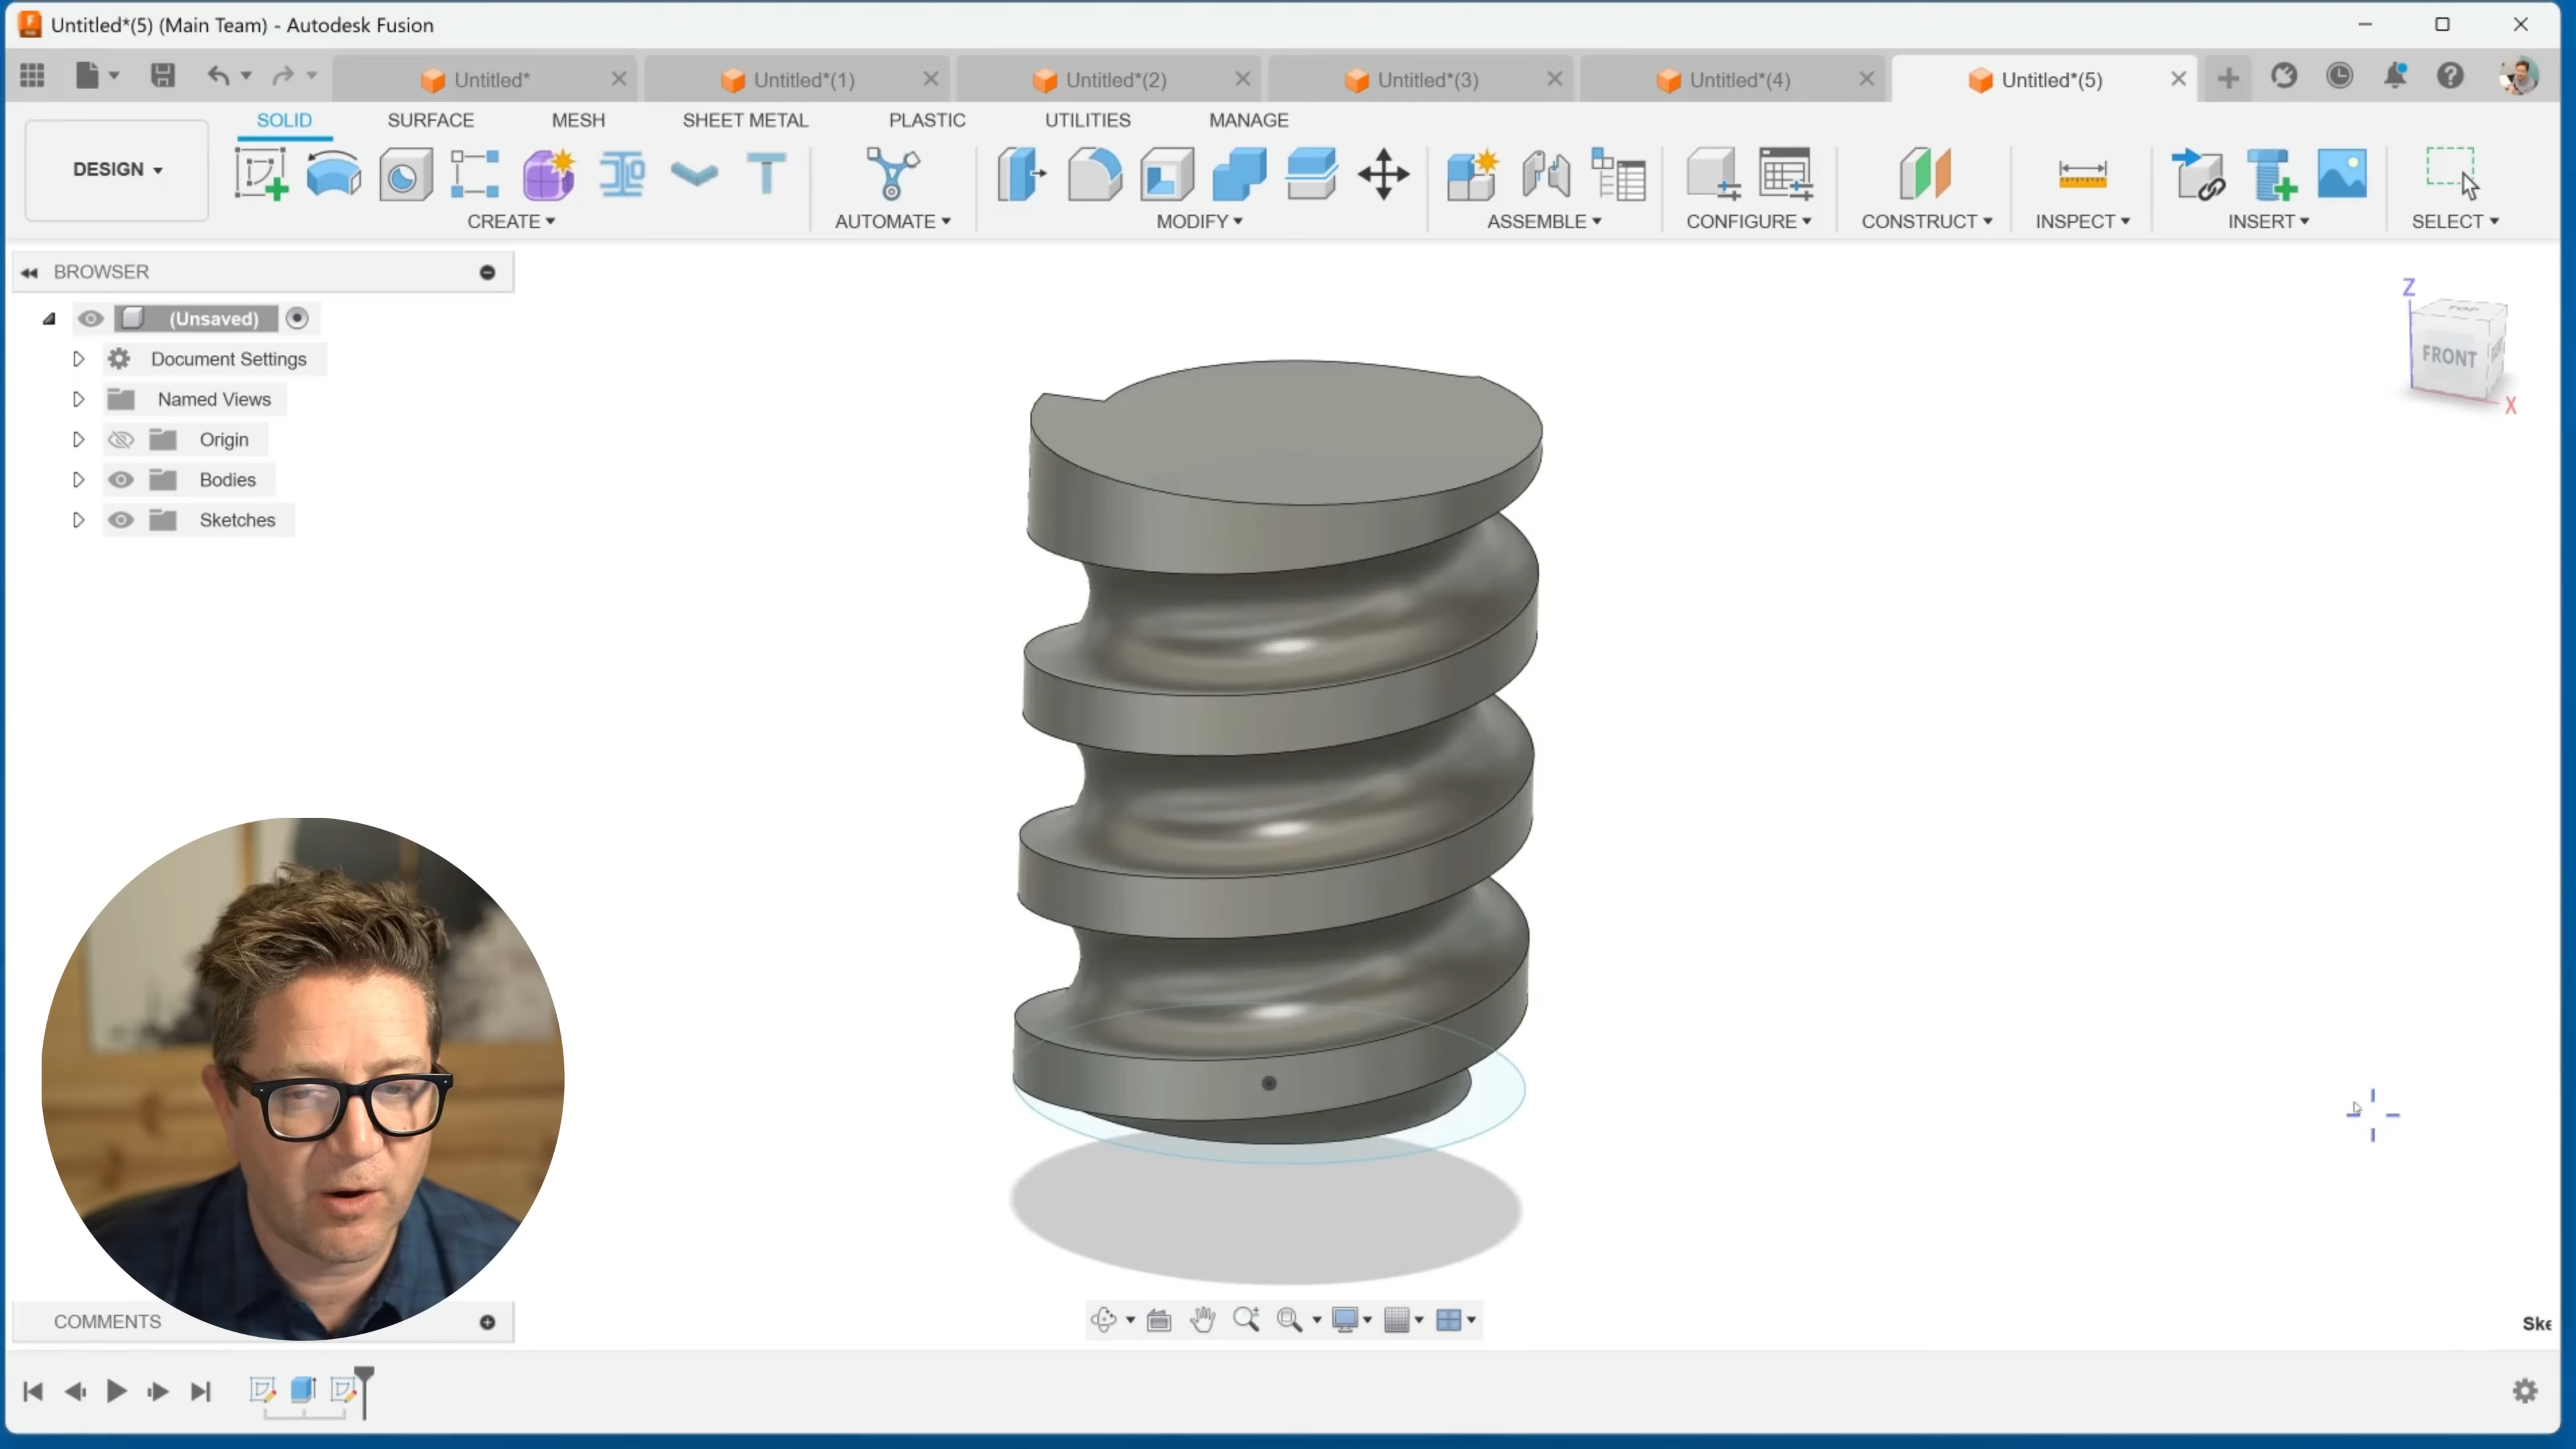 Untitled*(5) (Main Team) - Autodesk Fusion
Untitled* Untitled*(1) Untitled*(2) Untitled*(3) Untitled*(4) Untitled*(5)
SOLID SURFACE MESH SHEET METAL PLASTIC UTILITIES MANAGE
DESIGN
CREATE AUTOMATE MODIFY ASSEMBLE CONFIGURE CONSTRUCT INSPECT INSERT SELECT
BROWSER
(Unsaved)
Document Settings
Named Views
Origin
Bodies
Sketches
Z
TOP
FRONT
X
COMMENTS
Ske